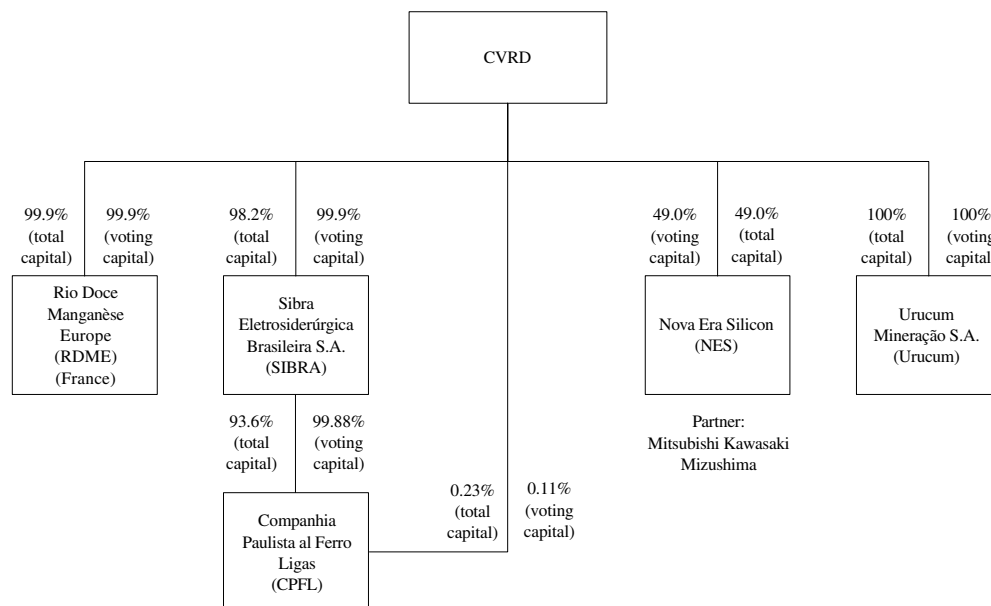 CVRD
99.9%
(total
capital)
99.9%
(voting
capital)
98.2%
(total
capital)
99.9%
(voting
capital)
49.0%
(voting
capital)
49.0%
(total
capital)
100%
(total
capital)
100%
(voting
capital)
Rio Doce
Manganèse
Europe
(RDME)
(France)
Sibra
Eletrosiderúrgica
Brasileira S.A.
(SIBRA)
Nova Era Silicon
(NES)
Urucum
Mineração S.A.
(Urucum)
93.6%
(total
capital)
99.88%
(voting
capital)
Partner:
Mitsubishi Kawasaki
Mizushima
0.23%
(total
capital)
0.11%
(voting
capital)
Companhia
Paulista al Ferro
Ligas
(CPFL)